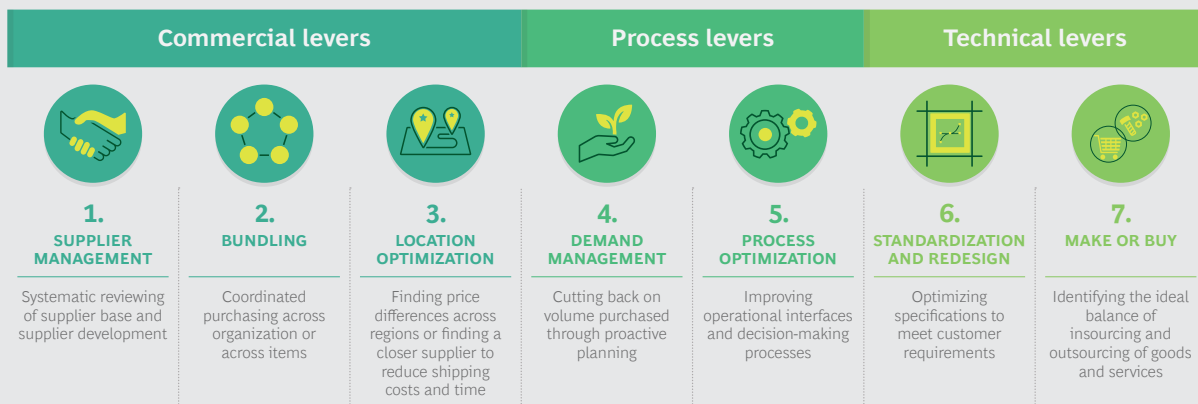 Commercial levers
Process levers
Technical levers
1.
SUPPLIER
MANAGEMENT
Systematic reviewing
of supplier base and
supplier development
2.
BUNDLING
Coordinated
purchasing across
organization or
across items
3.
LOCATION
OPTIMIZATION
Finding price
differences across
regions or finding a
closer supplier to
reduce shipping
costs and time
4.
DEMAND
MANAGEMENT
Cutting back on
volume purchased
through proactive
planning
5.
PROCESS
OPTIMIZATION
Improving
operational interfaces
and decision-making
processes
6.
STANDARDIZATION
AND REDESIGN
Optimizing
specifications to
meet customer
requirements
7.
MAKE OR BUY
Identifying the ideal
balance of
insourcing and
outsourcing of goods
and services